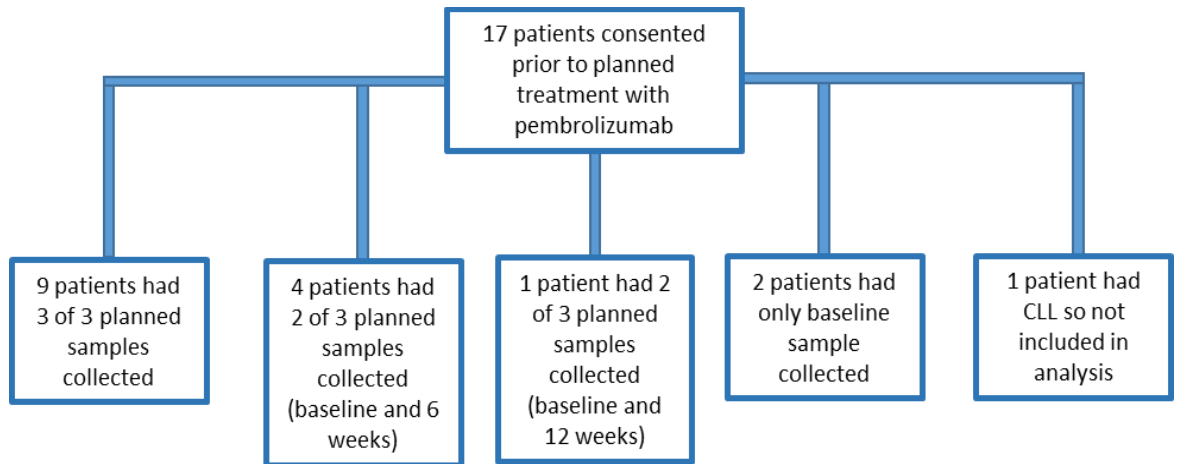 17 patients consented
prior to planned
treatment with
pembrolizumab
9 patients had
3 of 3 planned
samples
collected
4 patients had
2 of 3 planned
samples
collected
(baseline and 6
weeks)
1 patient had 2
of 3 planned
samples
collected
(baseline and
12 weeks)
2 patients had
only baseline
sample
collected
1 patient had
CLL so not
included in
analysis